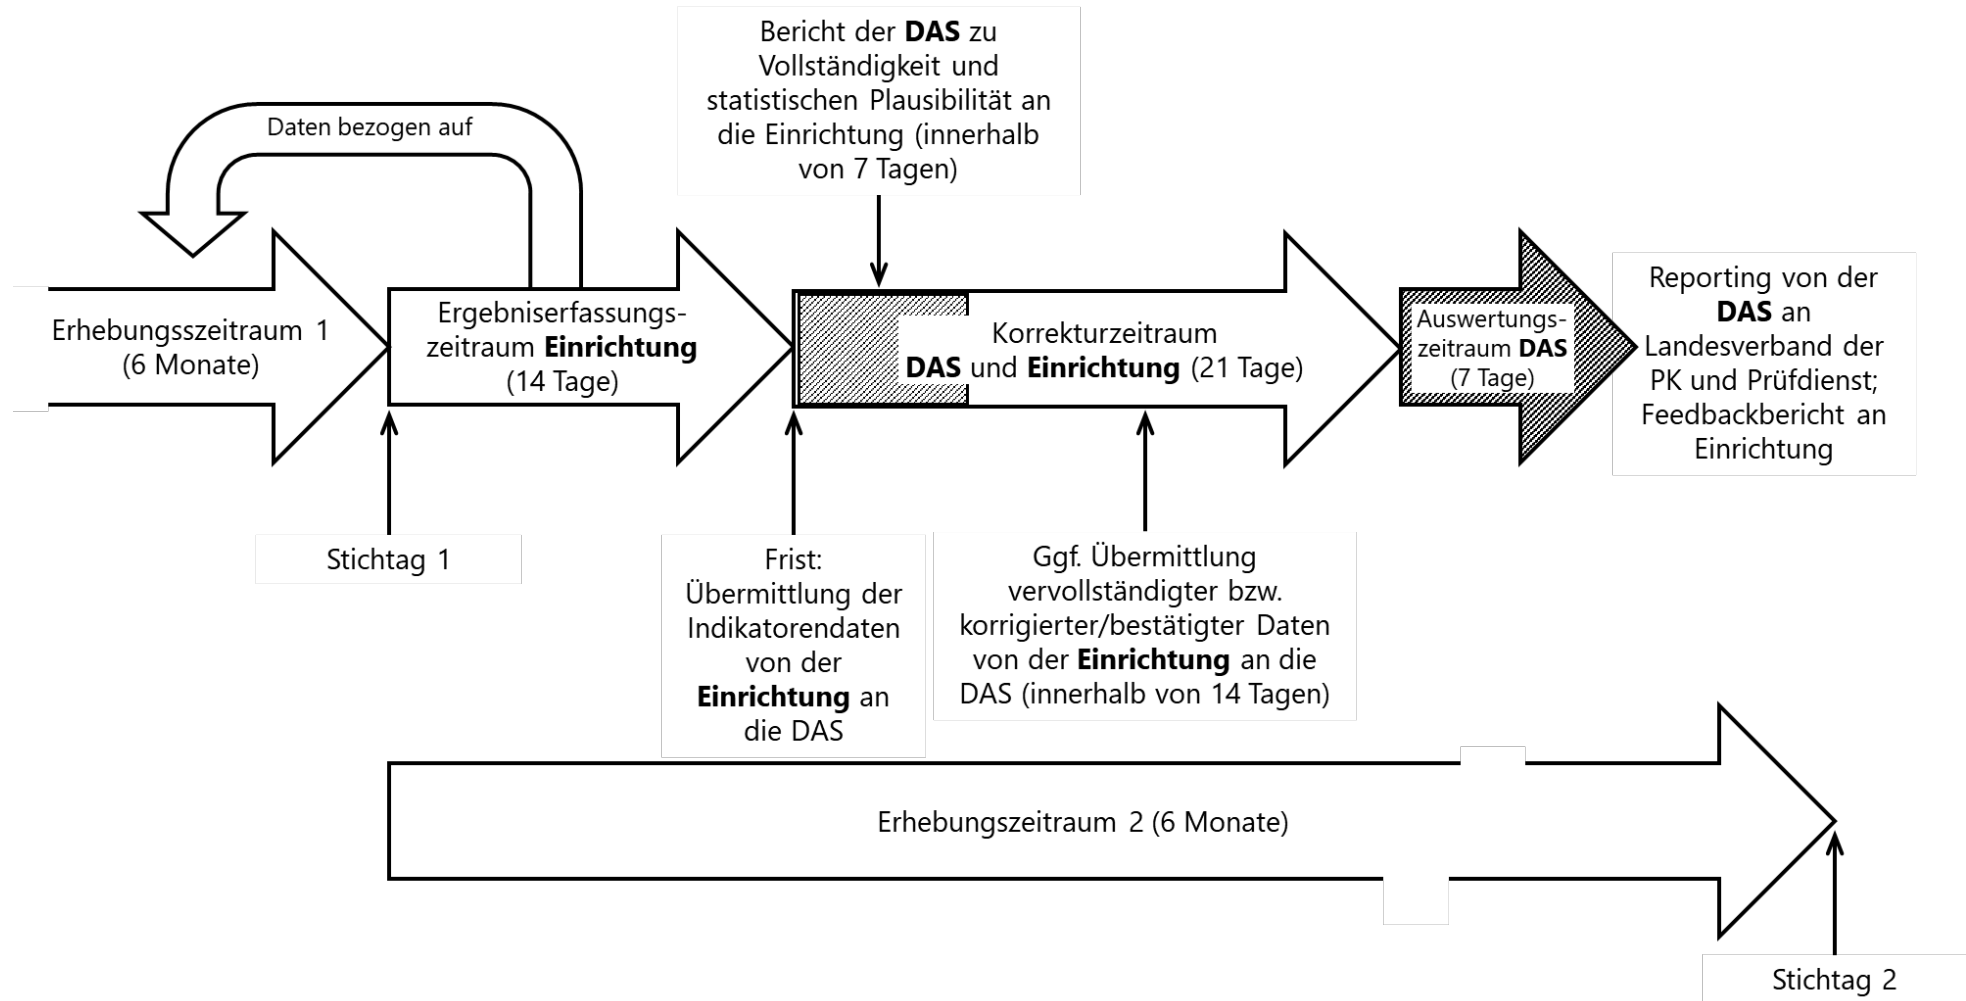 Bericht der DAS zu
Vollständigkeit und
statistischen Plausibilität an
die Einrichtung (innerhalb
von 7 Tagen)
Daten bezogen auf
Erhebungsszeitraum 1
(6 Monate)
Ergebniserfassungs-
zeitraum Einrichtung
(14 Tage)
Korrekturzeitraum
DAS und Einrichtung (21 Tage)
Auswertungs-
zeitraum DAS
(7 Tage)
Reporting von der
DAS an
Landesverband der
PK und Prüfdienst;
Feedbackbericht an
Einrichtung
Stichtag 1
Frist:
Übermittlung der
Indikatorendaten
von der
Einrichtung an
die DAS
Ggf. Übermittlung
vervollständigter bzw.
korrigierter/bestätigter Daten
von der Einrichtung an die
DAS (innerhalb von 14 Tagen)
Erhebungszeitraum 2 (6 Monate)
Stichtag 2